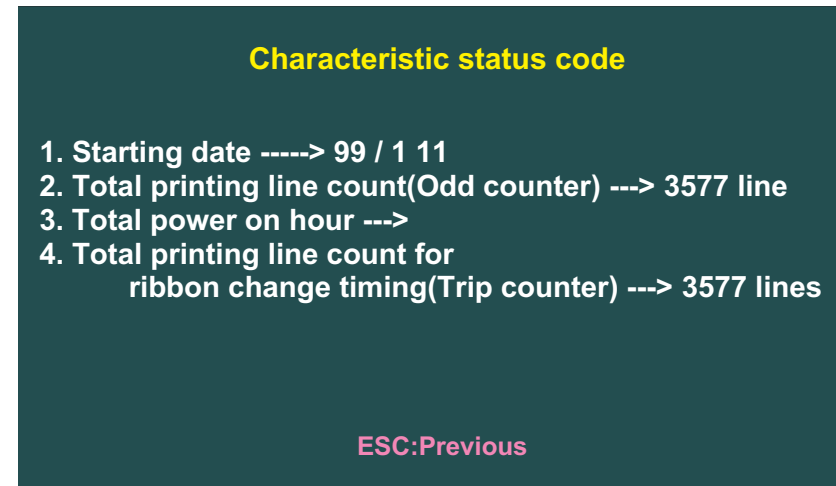 Characteristic status code
1. Starting date -----> 99 / 1 11
2. Total printing line count(Odd counter) ---> 3577 line
3. Total power on hour --->
4. Total printing line count for
ribbon change timing(Trip counter) ---> 3577 lines
ESC:Previous